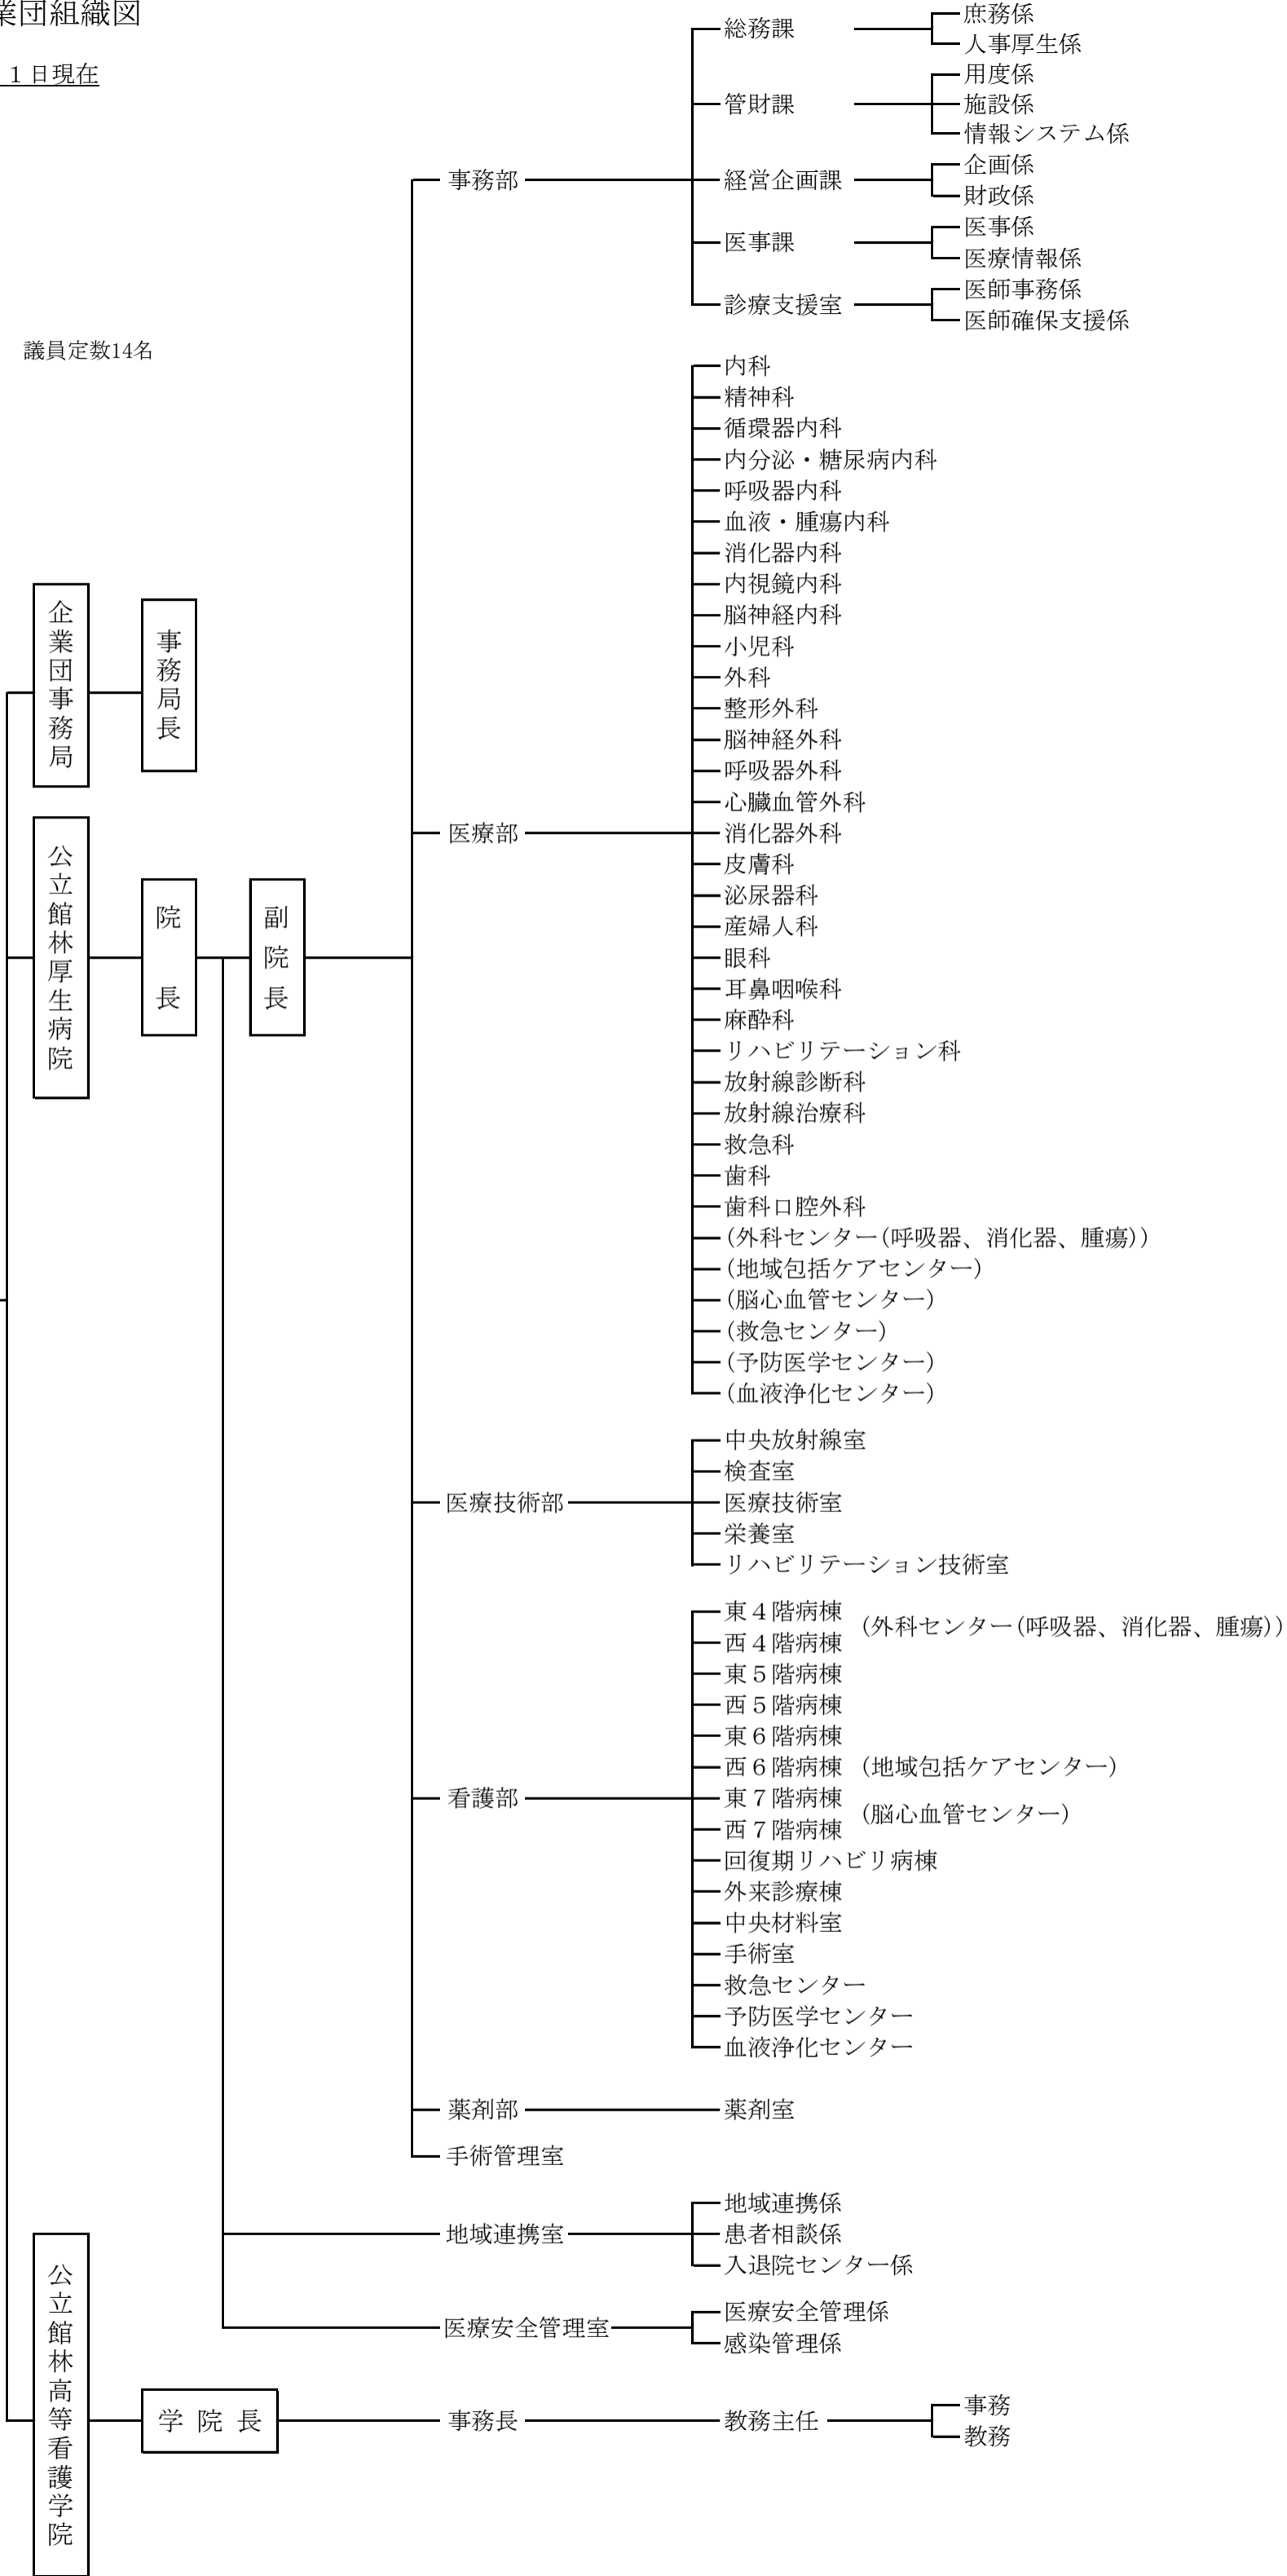 業団組織図
１日現在
議員定数14名
企業団事務局
事務局長
公立館林厚生病院
院長
副院長
事務部
総務課
庶務係
人事厚生係
管財課
用度係
施設係
情報システム係
経営企画課
企画係
財政係
医事課
医事係
医療情報係
診療支援室
医師事務係
医師確保支援係
医療部
内科
精神科
循環器内科
内分泌・糖尿病内科
呼吸器内科
血液・腫瘍内科
消化器内科
内視鏡内科
脳神経内科
小児科
外科
整形外科
脳神経外科
呼吸器外科
心臓血管外科
消化器外科
皮膚科
泌尿器科
産婦人科
眼科
耳鼻咽喉科
麻酔科
リハビリテーション科
放射線診断科
放射線治療科
救急科
歯科
歯科口腔外科
(外科センター(呼吸器、消化器、腫瘍))
(地域包括ケアセンター)
(脳心血管センター)
(救急センター)
(予防医学センター)
(血液浄化センター)
医療技術部
中央放射線室
検査室
医療技術室
栄養室
リハビリテーション技術室
看護部
東４階病棟
西４階病棟
(外科センター(呼吸器、消化器、腫瘍))
東５階病棟
西５階病棟
東６階病棟
西６階病棟 (地域包括ケアセンター)
東７階病棟
西７階病棟
(脳心血管センター)
回復期リハビリ病棟
外来診療棟
中央材料室
手術室
救急センター
予防医学センター
血液浄化センター
薬剤部
薬剤室
手術管理室
地域連携室
地域連携係
患者相談係
入退院センター係
医療安全管理室
医療安全管理係
感染管理係
公立館林高等看護学院
学院長
事務長
教務主任
事務
教務